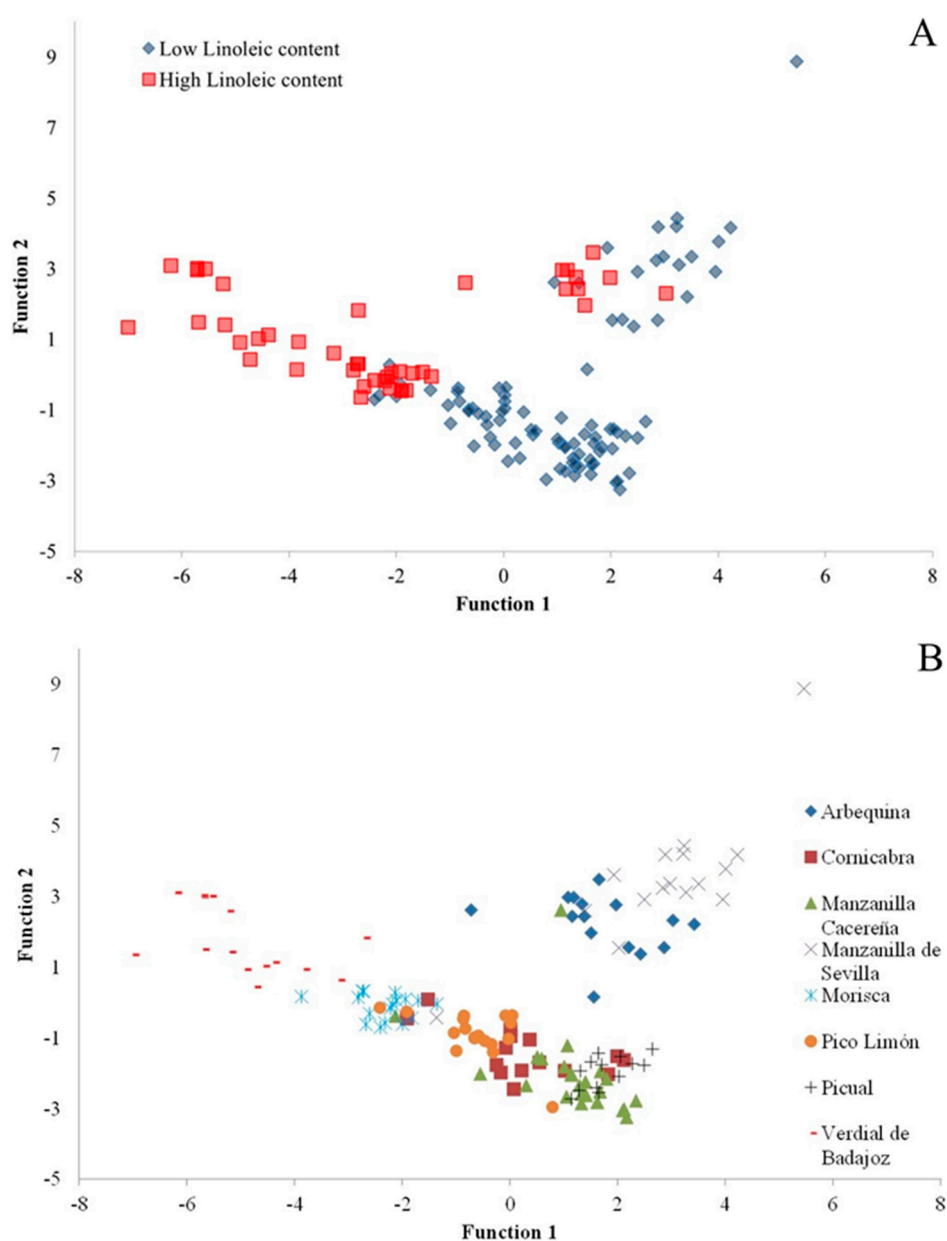 A
Low Linoleic content
High Linoleic content
9
7
5
3
1
-1
-3
-5
Function 2
-8
-6
-4
-2
0
2
4
6
8
Function 1
B
9
7
5
3
1
-1
-3
-5
Function 2
Arbequina
Cornicabra
Manzanilla
Cacereña
Manzanilla de
Sevilla
Morisca
Pico Limón
Picual
Verdial de
Badajoz
-8
-6
-4
-2
0
2
4
6
8
Function 1